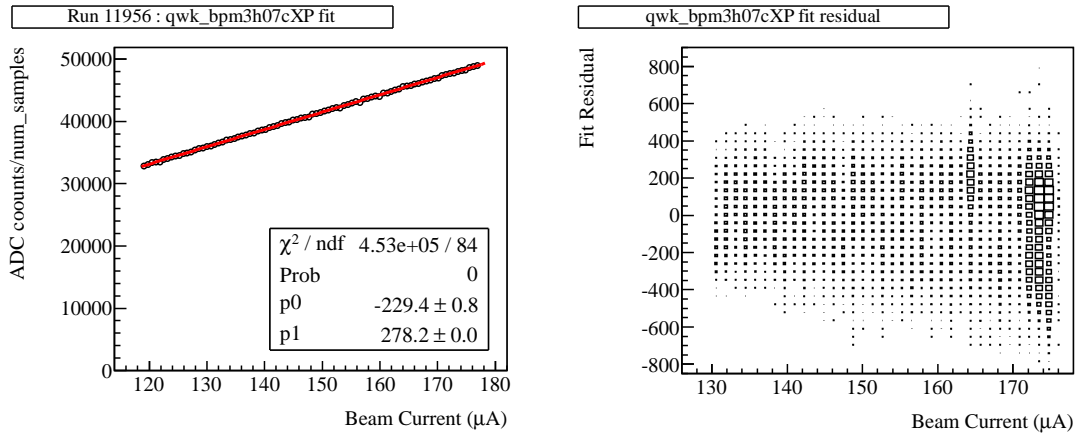 Run 11956 : qwk_bpm3h07cXP fit
ADC coounts/num_samples
50000
40000
30000
20000
10000
0
χ² / ndf 4.53e+05 / 84
Prob 0
p0 -229.4 ± 0.8
p1 278.2 ± 0.0
120 130 140 150 160 170 180
Beam Current (μA)
qwk_bpm3h07cXP fit residual
Fit Residual
800
600
400
200
0
-200
-400
-600
-800
130 140 150 160 170
Beam Current (μA)